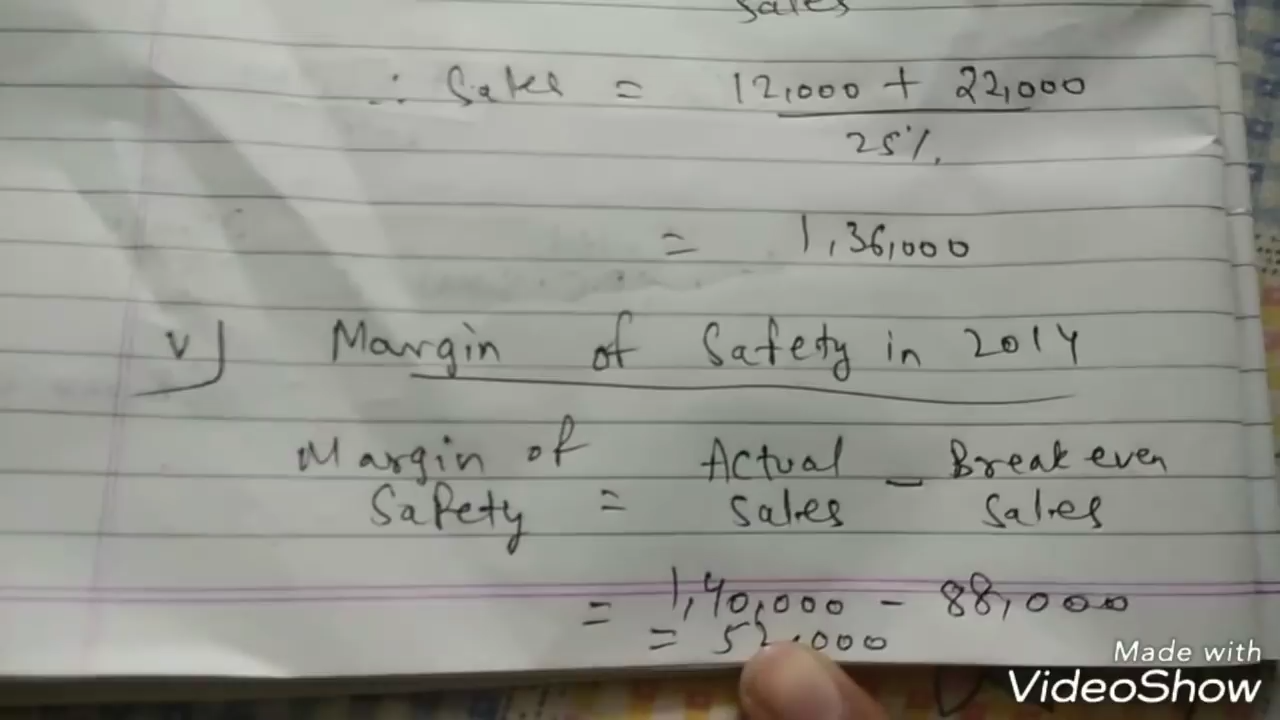 Sales
∴ Sales = 12,000 + 22,000
25%.
= 1,36,000
v) Margin of Safety in 2014
Margin of Safety = Actual sales - Break even Sales
= 1,40,000 - 88,000
= 52,000
Made with
VideoShow